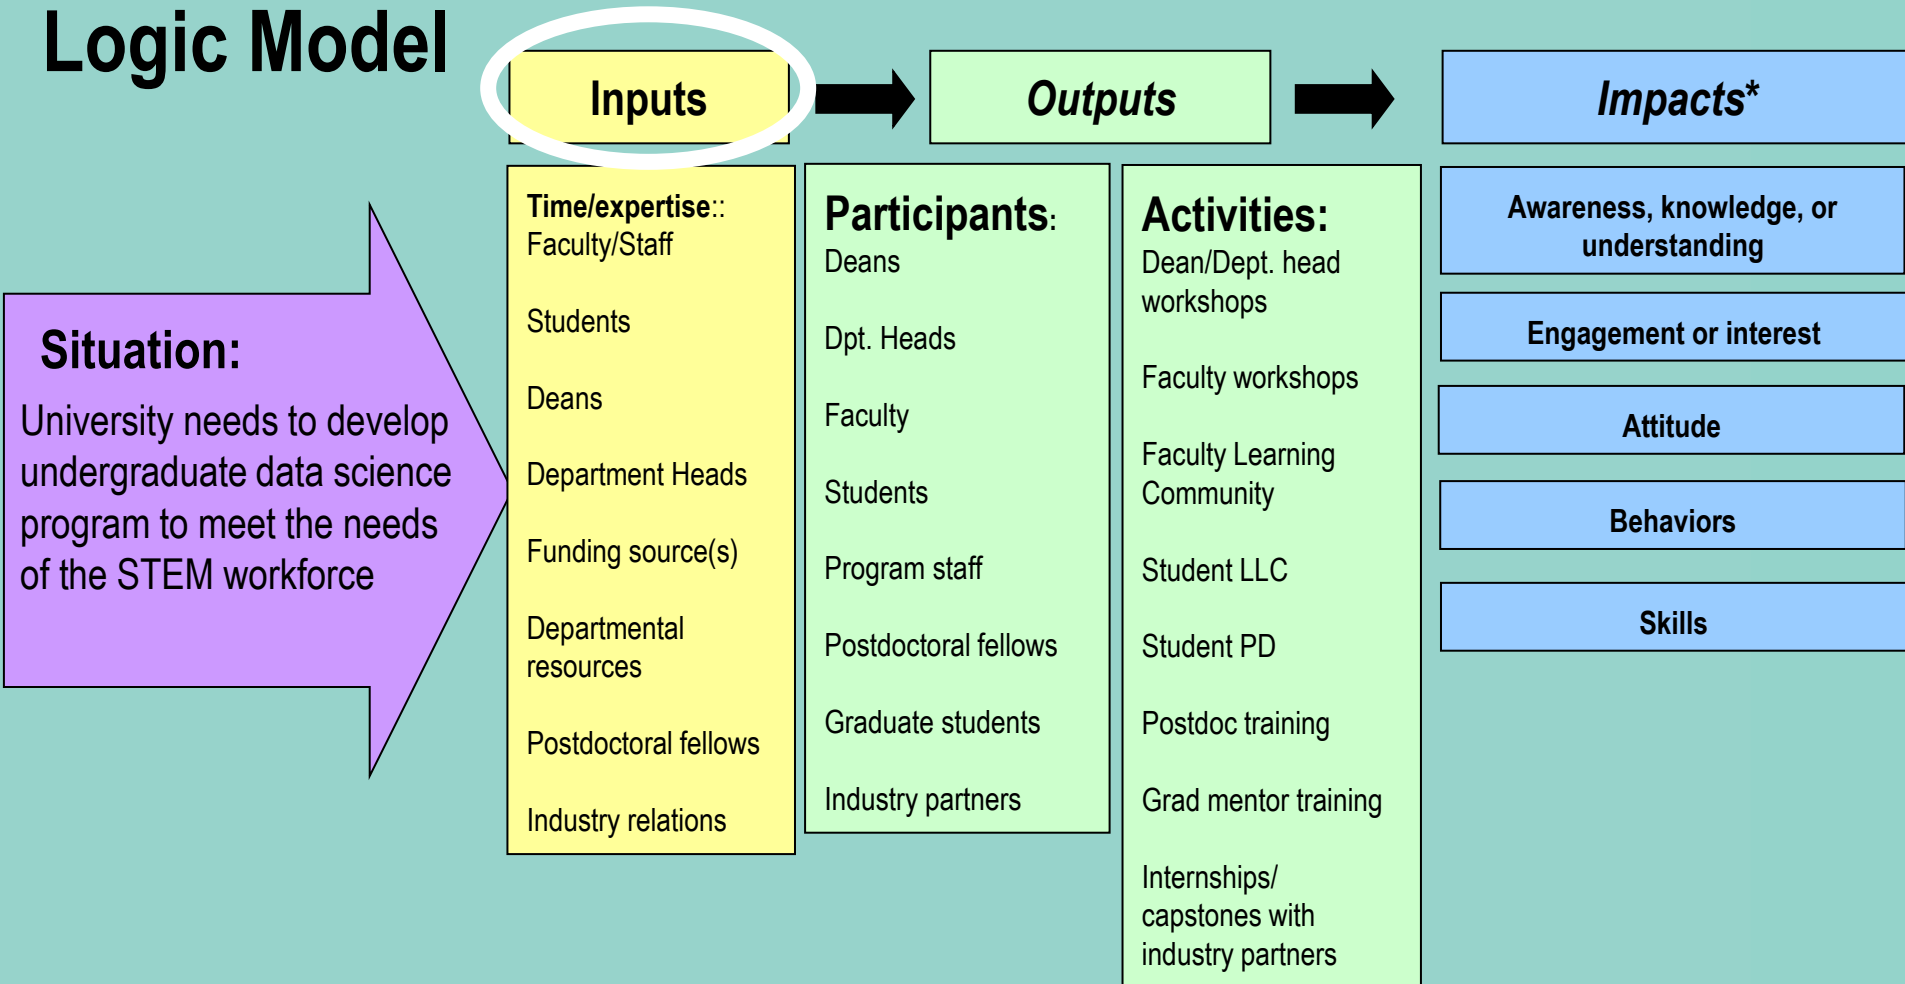 Logic Model
Inputs
Outputs
Impacts*
Situation:
University needs to develop
undergraduate data science
program to meet the needs
of the STEM workforce
Time/expertise::
Faculty/Staff
Students
Deans
Department Heads
Funding source(s)
Departmental
resources
Postdoctoral fellows
Industry relations
Participants:
Deans
Dpt. Heads
Faculty
Students
Program staff
Postdoctoral fellows
Graduate students
Industry partners
Activities:
Dean/Dept. head
workshops
Faculty workshops
Faculty Learning
Community
Student LLC
Student PD
Postdoc training
Grad mentor training
Internships/
capstones with
industry partners
Awareness, knowledge, or
understanding
Engagement or interest
Attitude
Behaviors
Skills